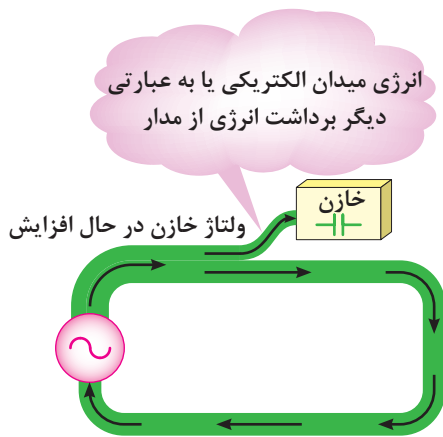 انرژی میدان الکتریکی یا به عبارتی
دیگر برداشت انرژی از مدار
خازن
ولتاژ خازن در حال افزایش